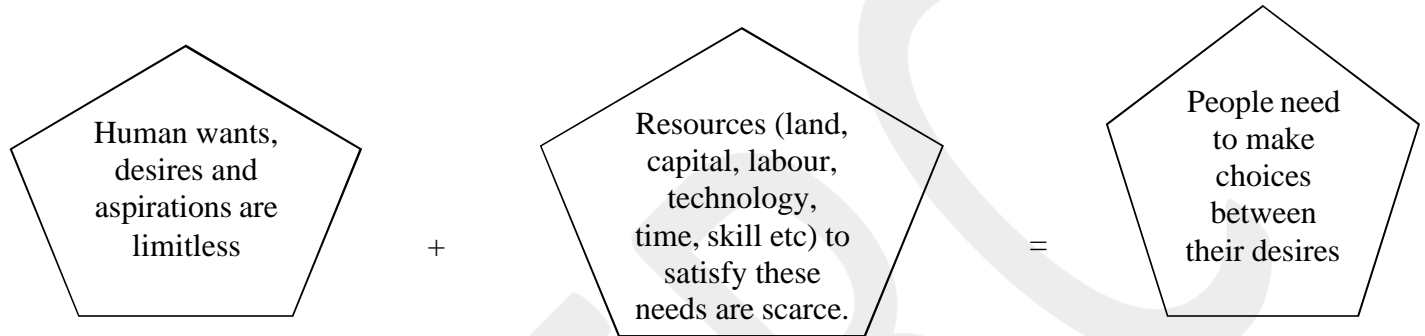 Human wants,
desires and
aspirations are
limitless
+
Resources (land,
capital, labour,
technology,
time, skill etc) to
satisfy these
needs are scarce.
=
People need
to make
choices
between
their desires